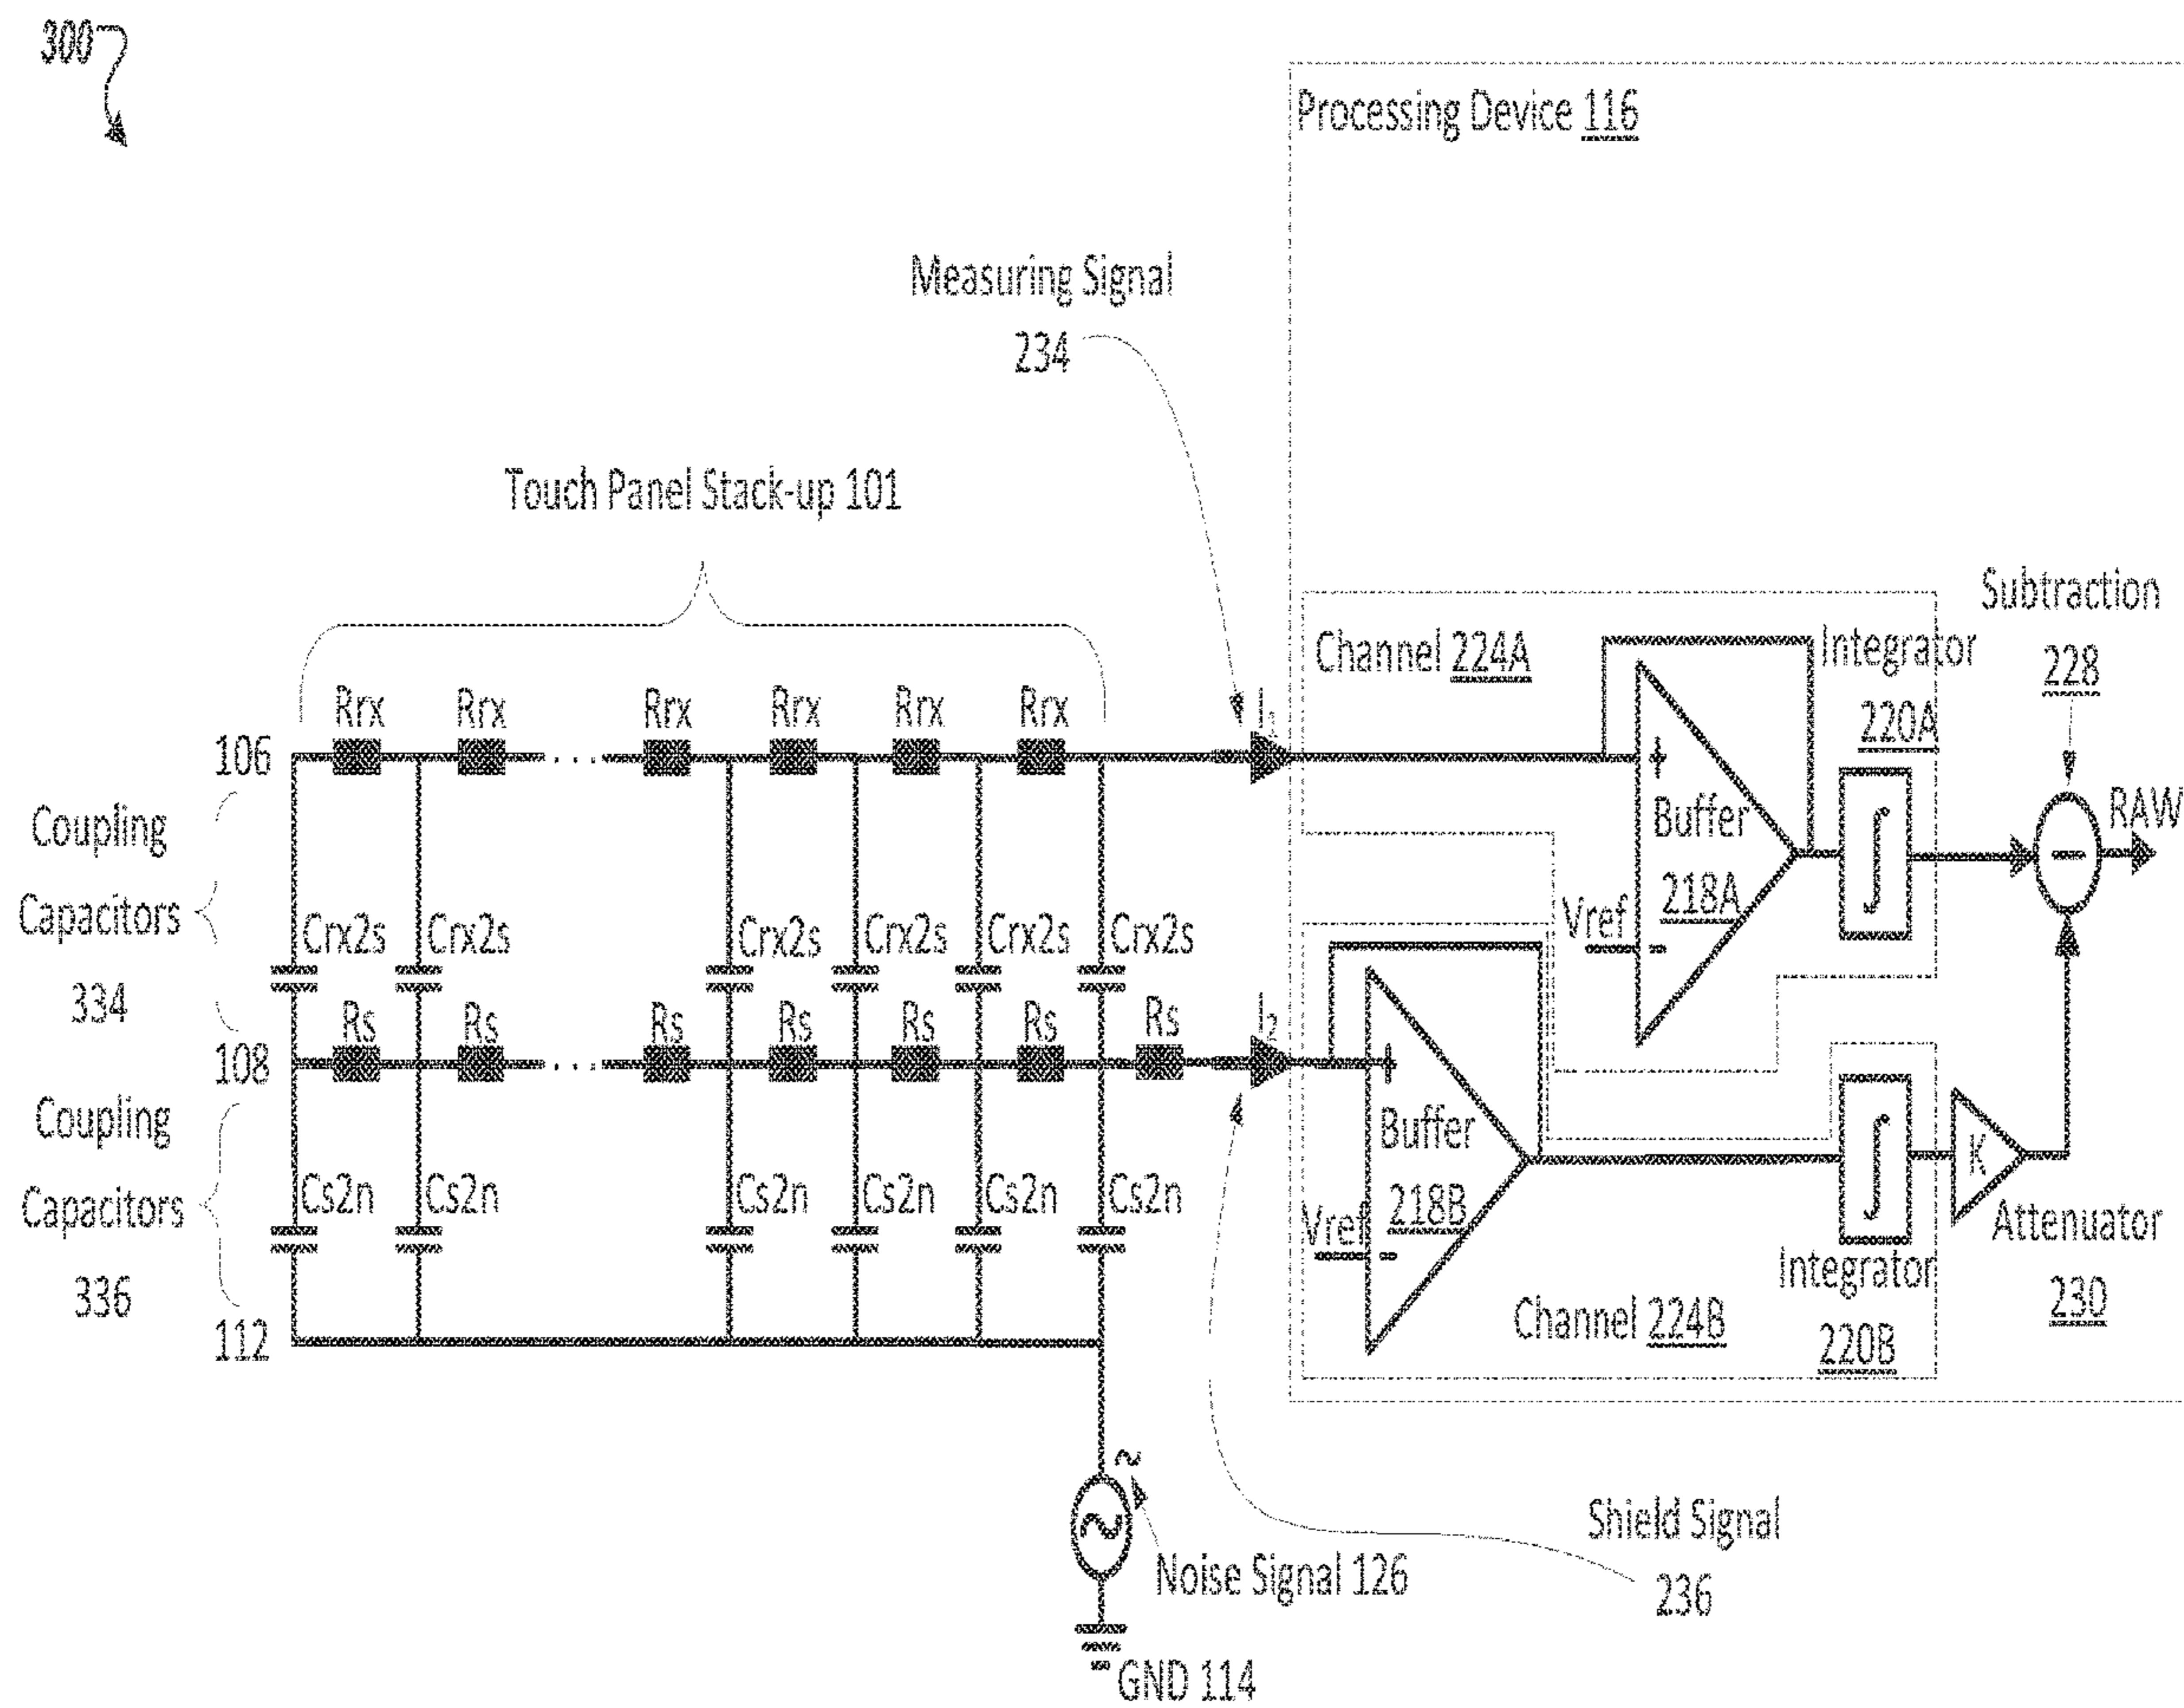 300
Processing Device 116
Measuring Signal
234
Touch Panel Stack-up 101
Subtraction
228
Channel 224A
Integrator
220A
Rrx Rrx Rrx Rrx Rrx Rrx
I1
106
+
RAW
Coupling
Capacitors
334
Buffer
218A
∫
−
Vref
-
Crx2s Crx2s Crx2s Crx2s Crx2s Crx2s
Rs Rs Rs Rs Rs Rs Rs
I2
108
+
Coupling
Capacitors
336
Buffer
218B
∫
K
Vref
-
Attenuator
230
Cs2n Cs2n Cs2n Cs2n Cs2n Cs2n
Integrator
220B
Channel 224B
112
~
Noise Signal 126
Shield Signal
236
GND 114